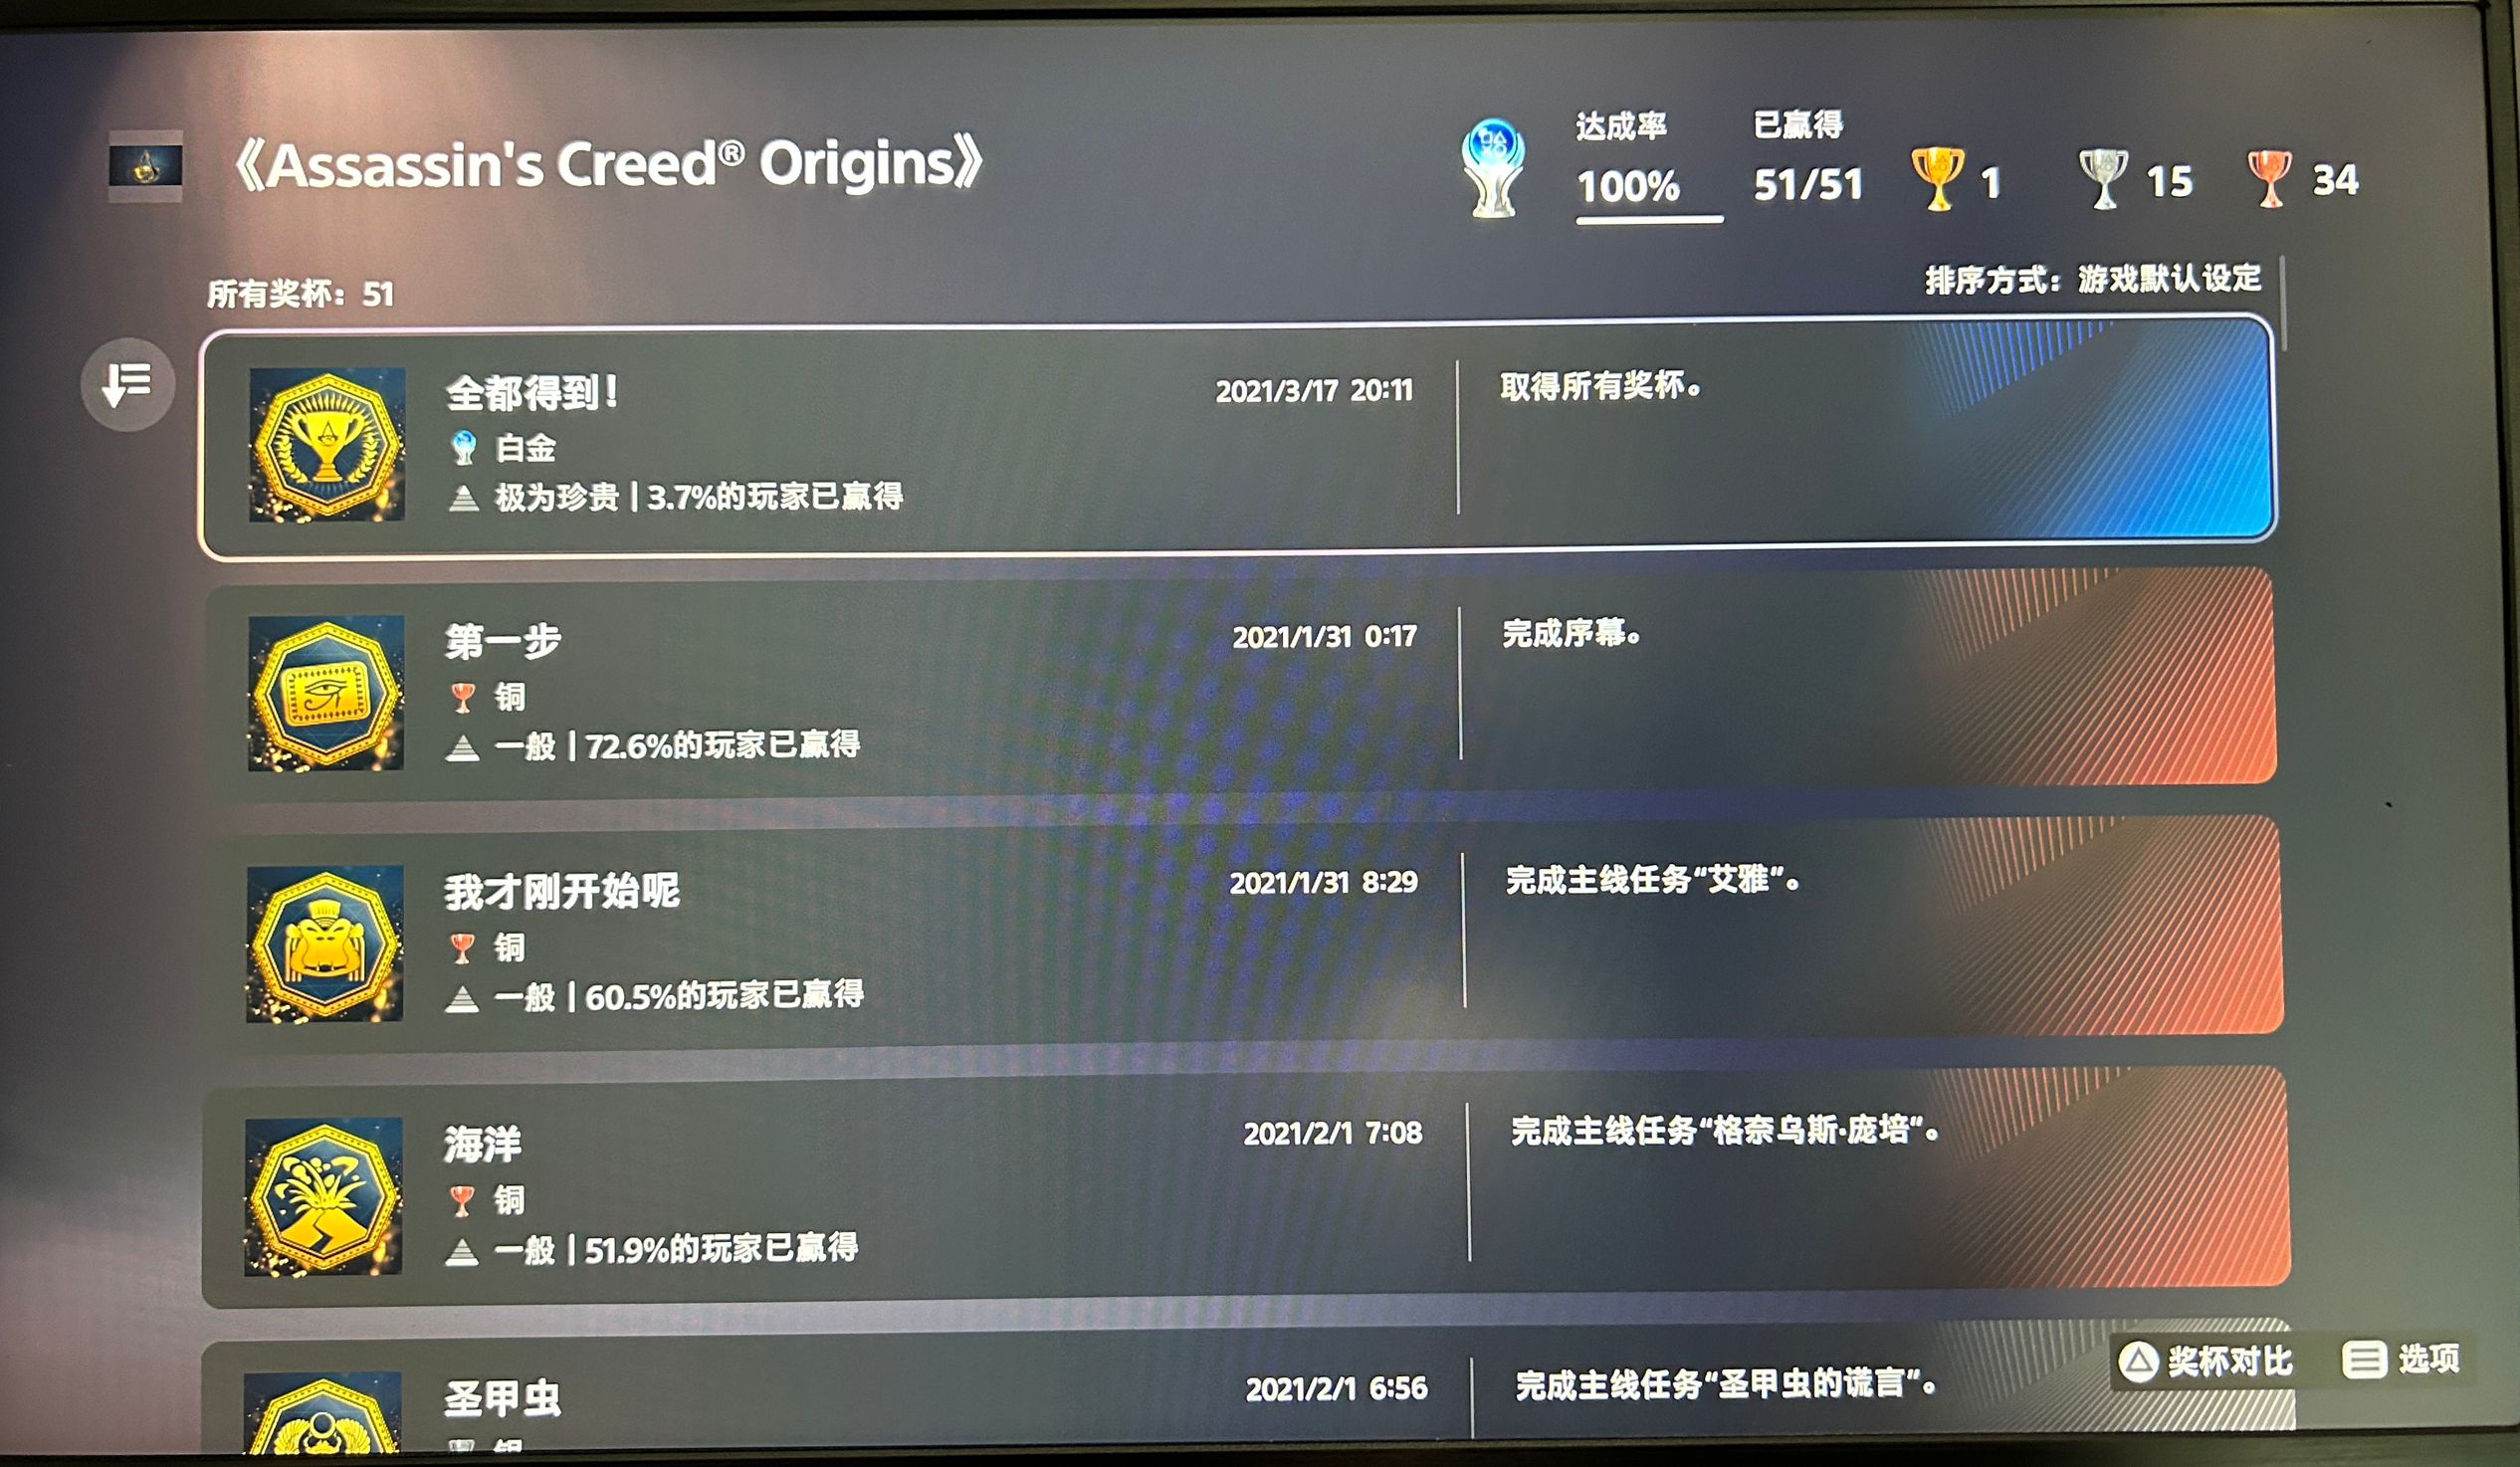 《Assassin's Creed® Origins》
达成率
100%
已赢得
51/51
1
15
34
所有奖杯：51
排序方式：游戏默认设定
全都得到！
2021/3/17 20:11
取得所有奖杯。
白金
极为珍贵 | 3.7%的玩家已赢得
第一步
2021/1/31 0:17
完成序幕。
铜
一般 | 72.6%的玩家已赢得
我才刚开始呢
2021/1/31 8:29
完成主线任务“艾雅”。
铜
一般 | 60.5%的玩家已赢得
海洋
2021/2/1 7:08
完成主线任务“格奈乌斯·庞培”。
铜
一般 | 51.9%的玩家已赢得
圣甲虫
2021/2/1 6:56
完成主线任务“圣甲虫的谎言”。
奖杯对比
选项